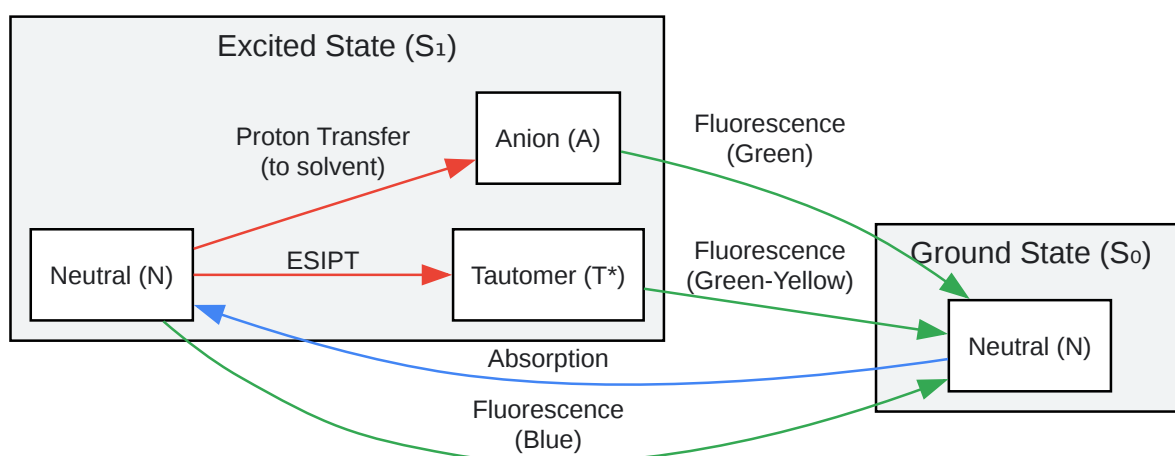 Excited State (S₁)
Proton Transfer
(to solvent)
Anion (A)
Fluorescence
(Green)
Neutral (N)
ESIPT
Tautomer (T*)
Fluorescence
(Green-Yellow)
Ground State (S₀)
Neutral (N)
Absorption
Fluorescence
(Blue)